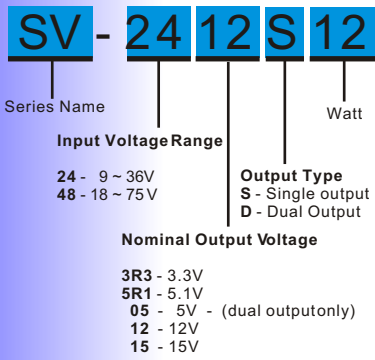 SV - 24 12 S 12
Series Name
Watt
Input Voltage Range
24 - 9 ~ 36V
48 - 18 ~ 75V
Output Type
S - Single output
D - Dual Output
Nominal Output Voltage
3R3 - 3.3V
5R1 - 5.1V
05 - 5V - (dual outputonly)
12 - 12V
15 - 15V